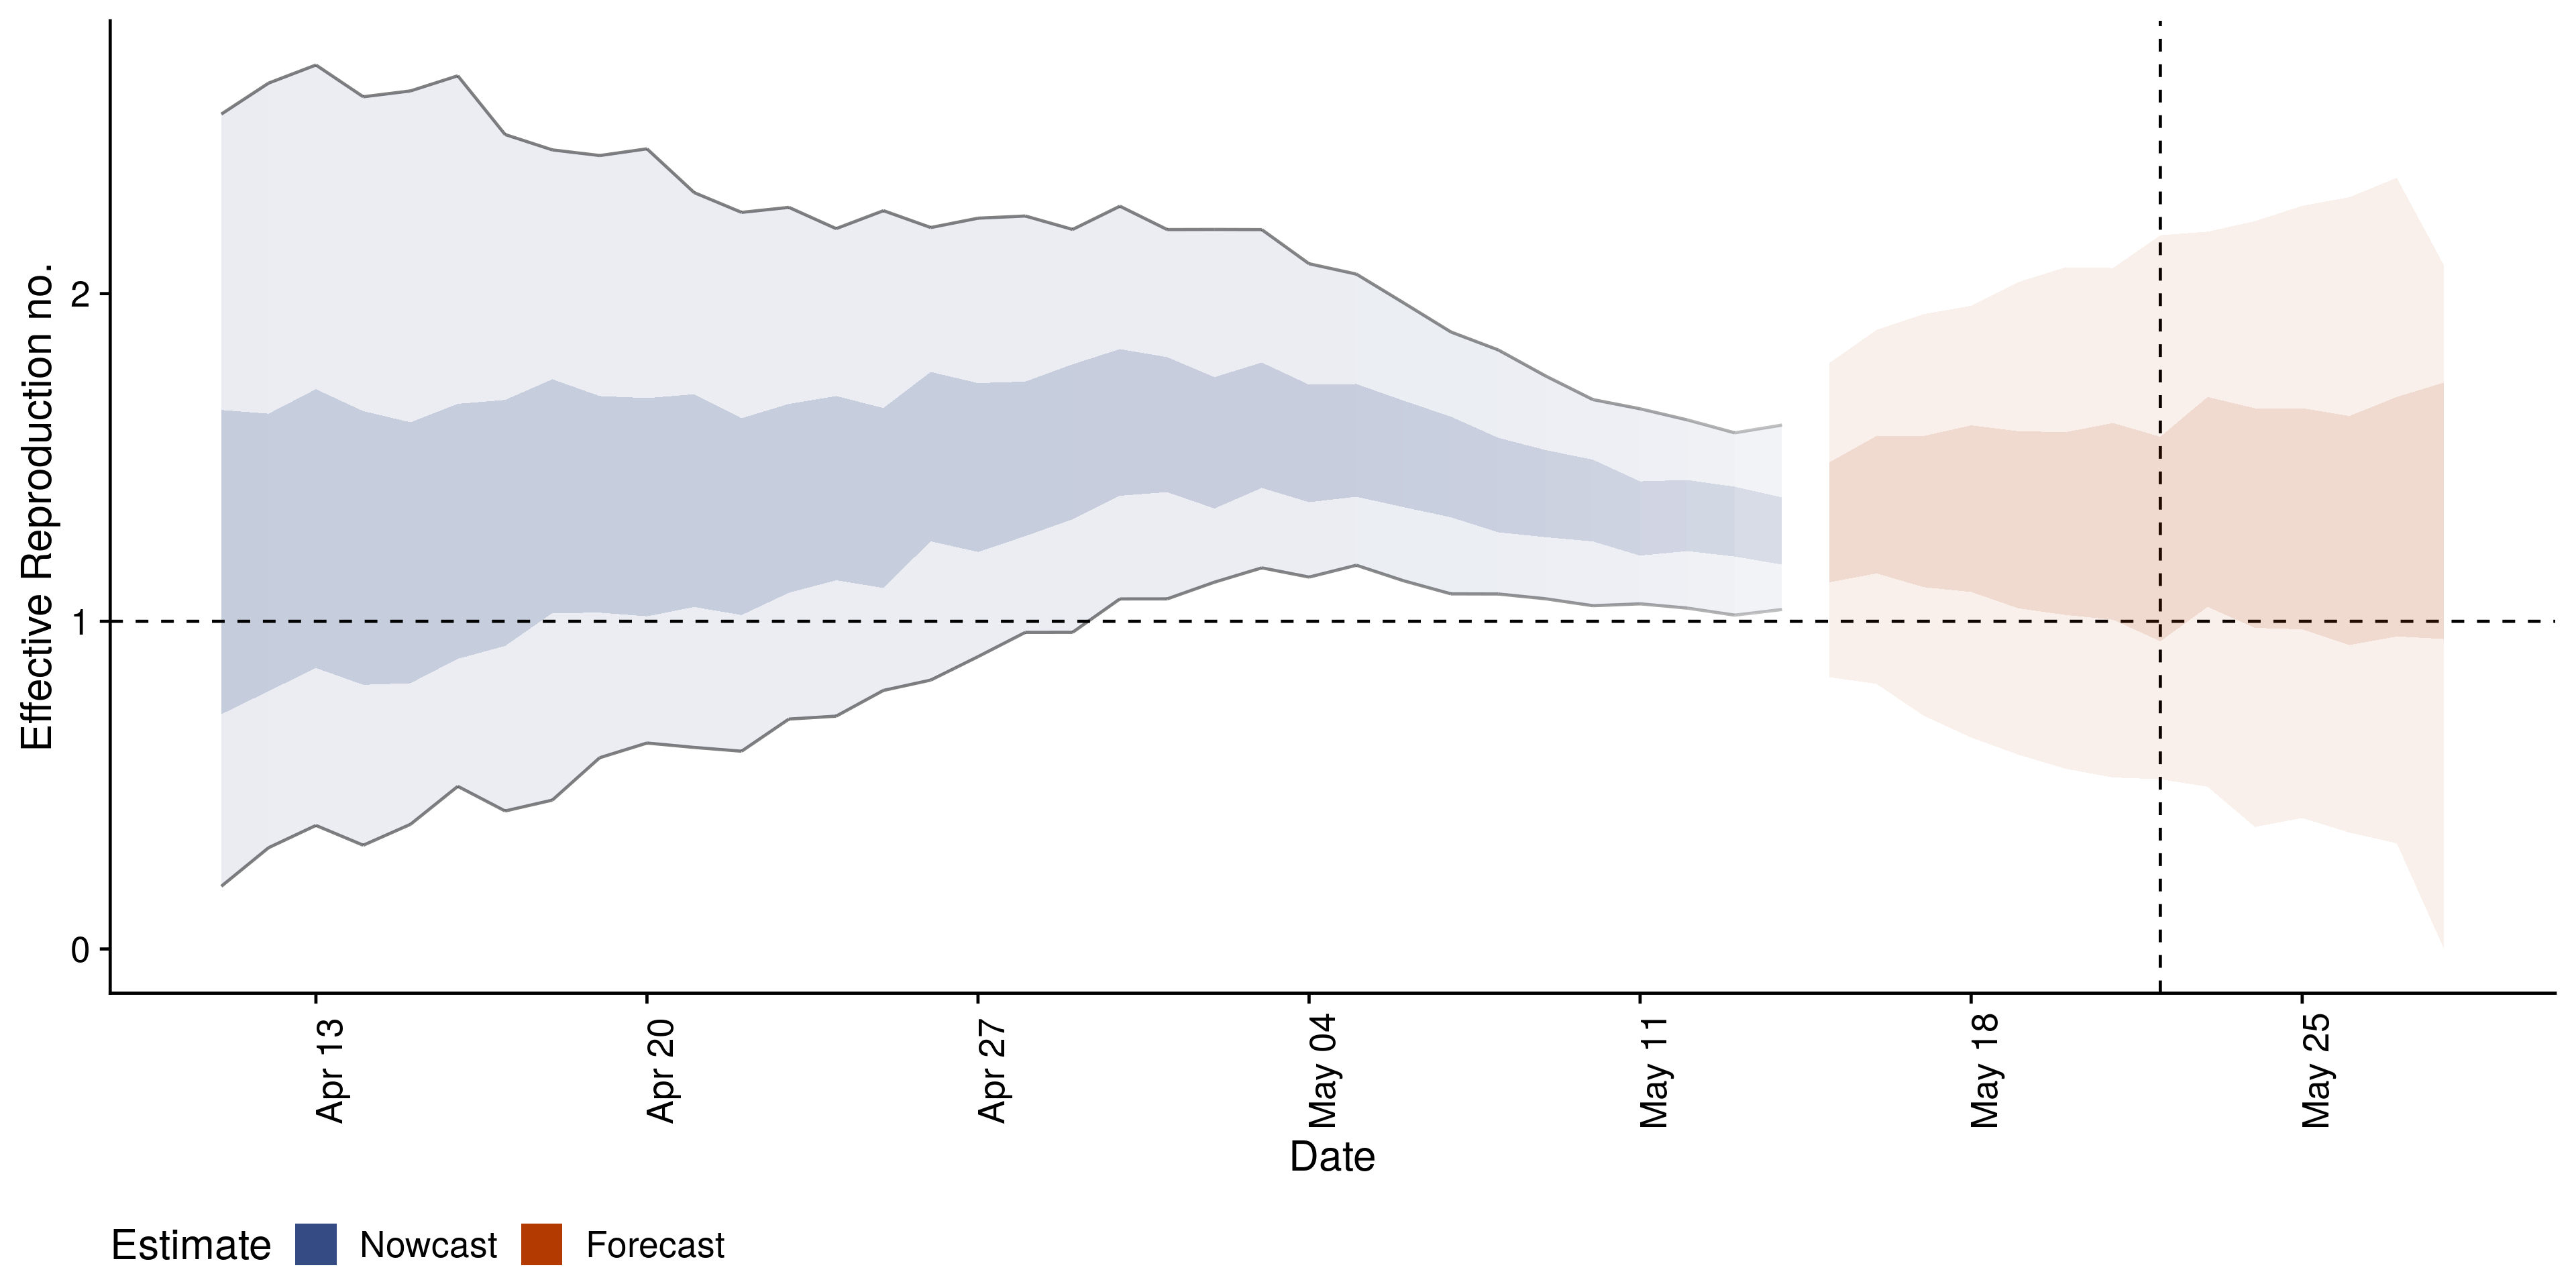 Effective Reproduction no.
2
1
0
Apr 13
Apr 20
Apr 27
May 04
May 11
May 18
May 25
Date
Estimate Nowcast Forecast